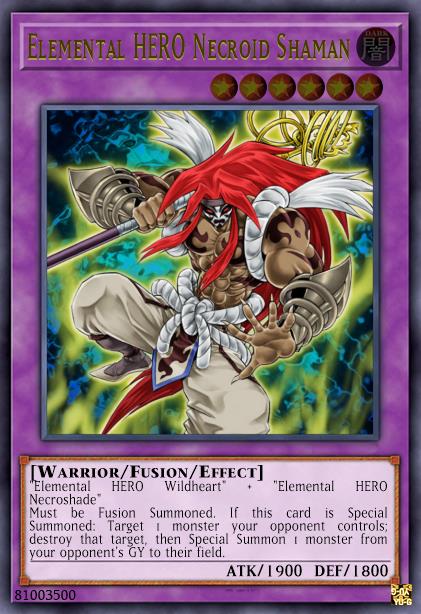 Elemental HERO Necroid Shaman
DARK
闇
[Warrior/Fusion/Effect]
"Elemental HERO Wildheart" + "Elemental HERO
Necroshade"
Must be Fusion Summoned. If this card is Special
Summoned: Target 1 monster your opponent controls;
destroy that target, then Special Summon 1 monster from
your opponent's GY to their field.
ATK/1900 DEF/1800
81003500